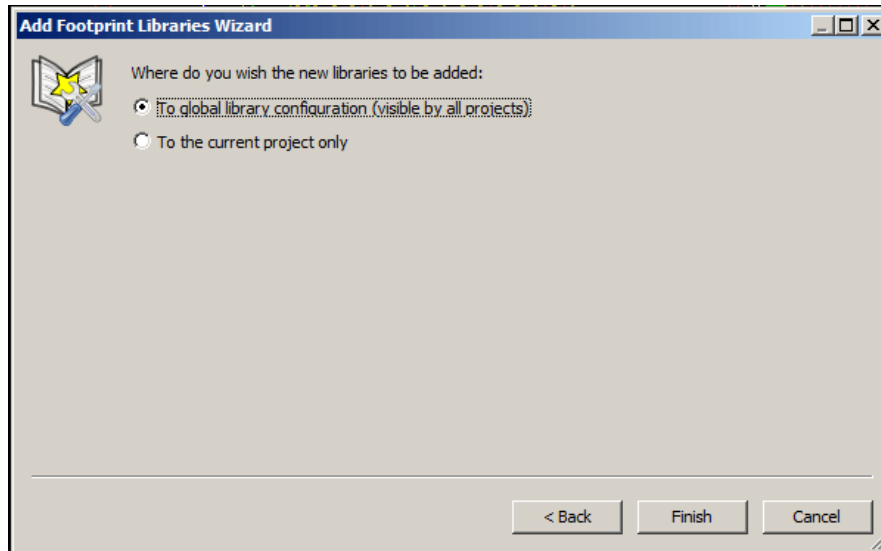 Add Footprint Libraries Wizard
Where do you wish the new libraries to be added:
To global library configuration (visible by all projects)
To the current project only
< Back Finish Cancel